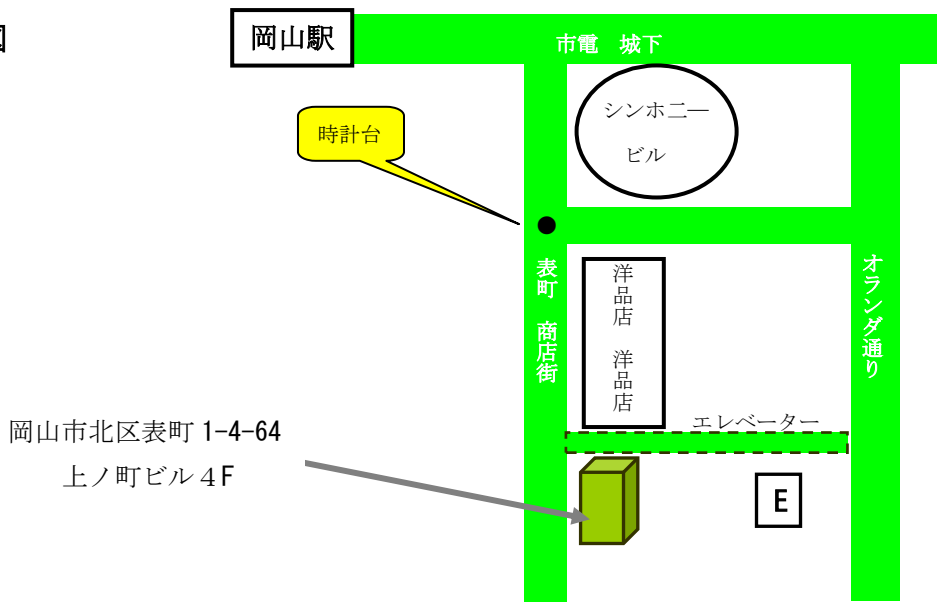 図
岡山駅
市電　城下
シンホ二―
ビル
時計台
表町　商店街
洋品店　洋品店
オランダ通り
エレベーター
岡山市北区表町 1-4-64
上ノ町ビル４F
E